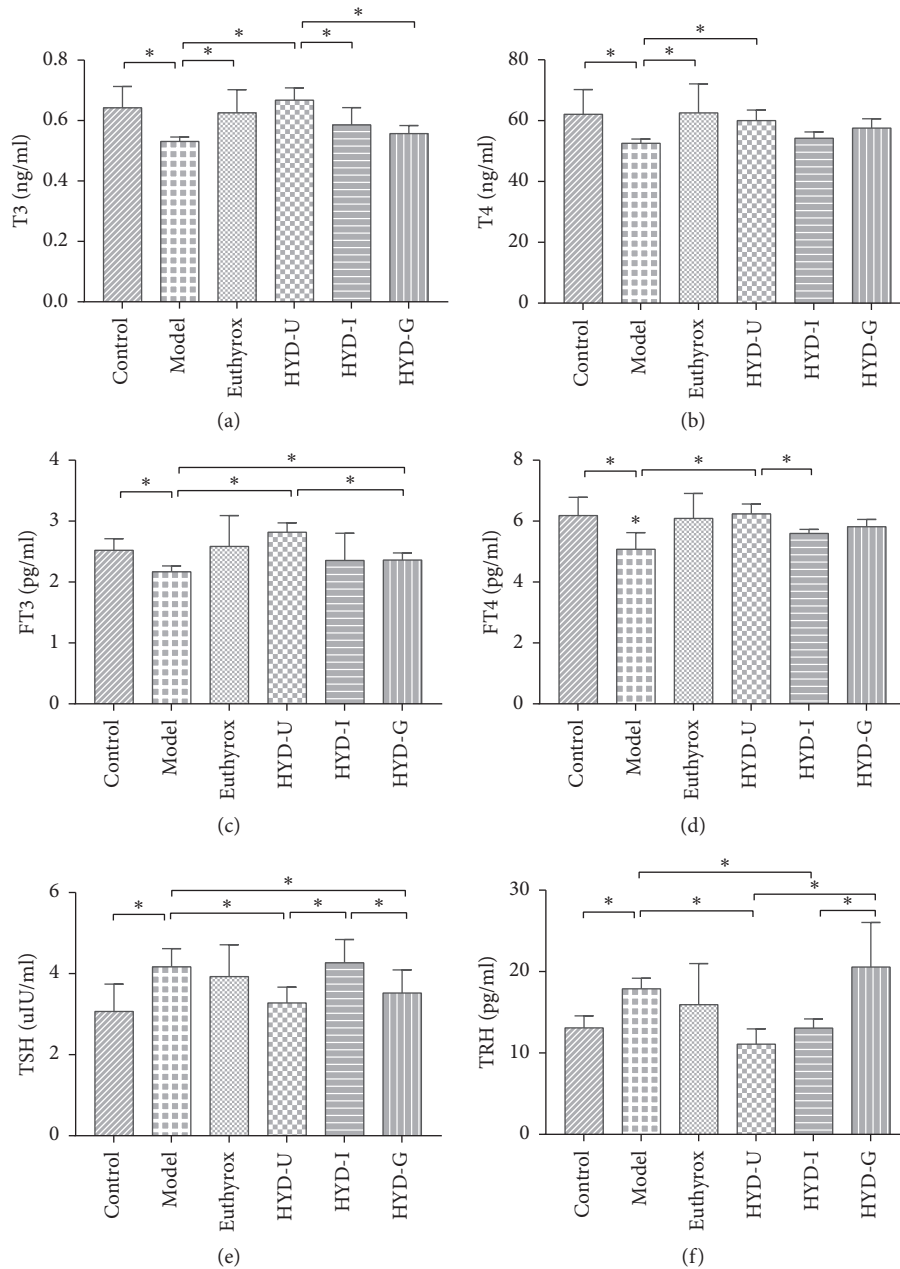 * * * * *
0.8
0.6
0.4
0.2
0.0
T3 (ng/ml)
Control
Model
Euthyrox
HYD-U
HYD-I
HYD-G
(a)
* * *
80
60
40
20
0
T4 (ng/ml)
Control
Model
Euthyrox
HYD-U
HYD-I
HYD-G
(b)
* * * *
4
3
2
1
0
FT3 (pg/ml)
Control
Model
Euthyrox
HYD-U
HYD-I
HYD-G
(c)
* * * *
8
6
4
2
0
FT4 (pg/ml)
Control
Model
Euthyrox
HYD-U
HYD-I
HYD-G
(d)
* * * * *
6
4
2
0
TSH (uIU/ml)
Control
Model
Euthyrox
HYD-U
HYD-I
HYD-G
(e)
* * * * *
30
20
10
0
TRH (pg/ml)
Control
Model
Euthyrox
HYD-U
HYD-I
HYD-G
(f)